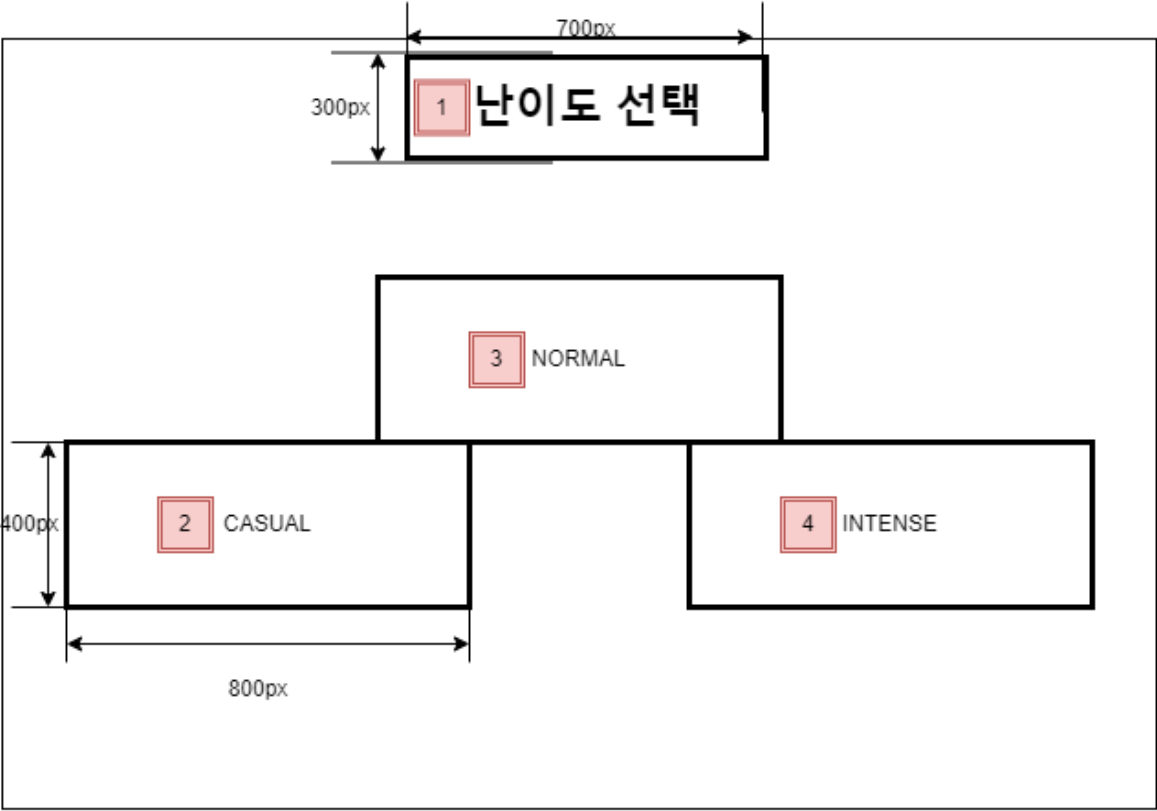 700px
300px
1 난이도 선택
3 NORMAL
400px
2 CASUAL
4 INTENSE
800px